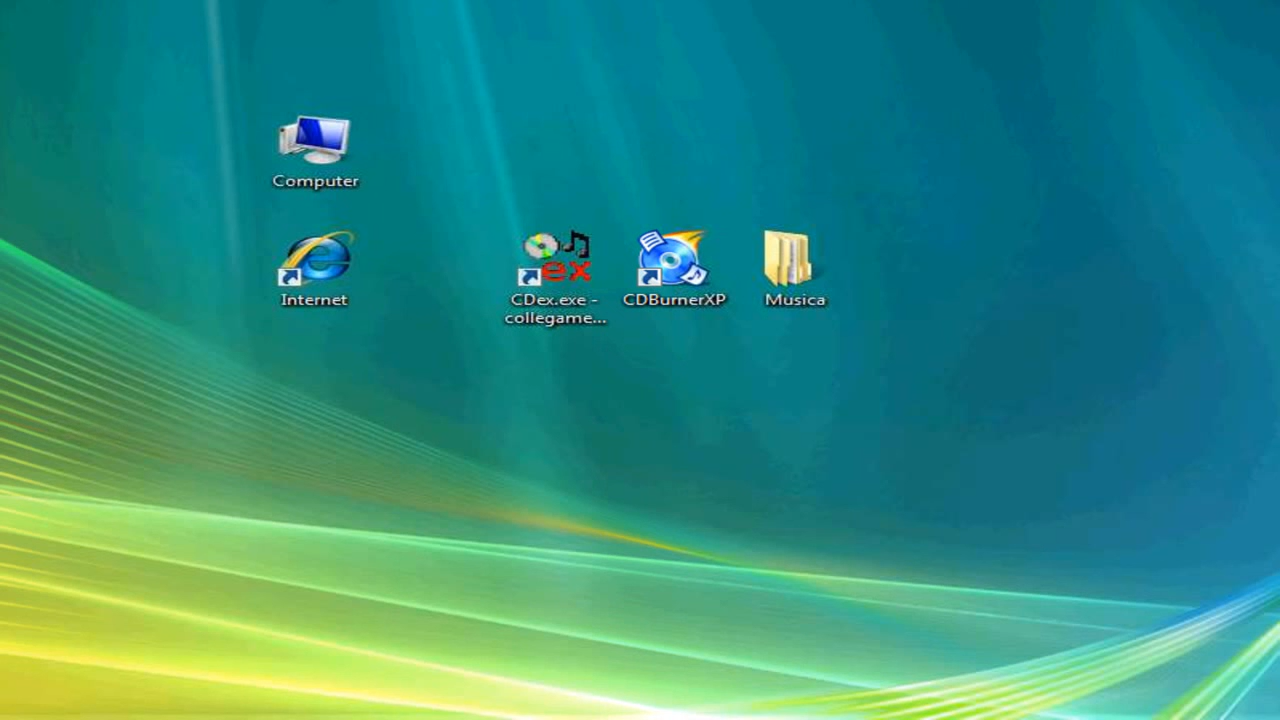 Computer
Internet
CDex.exe -
collegame...
CDBurnerXP
Musica